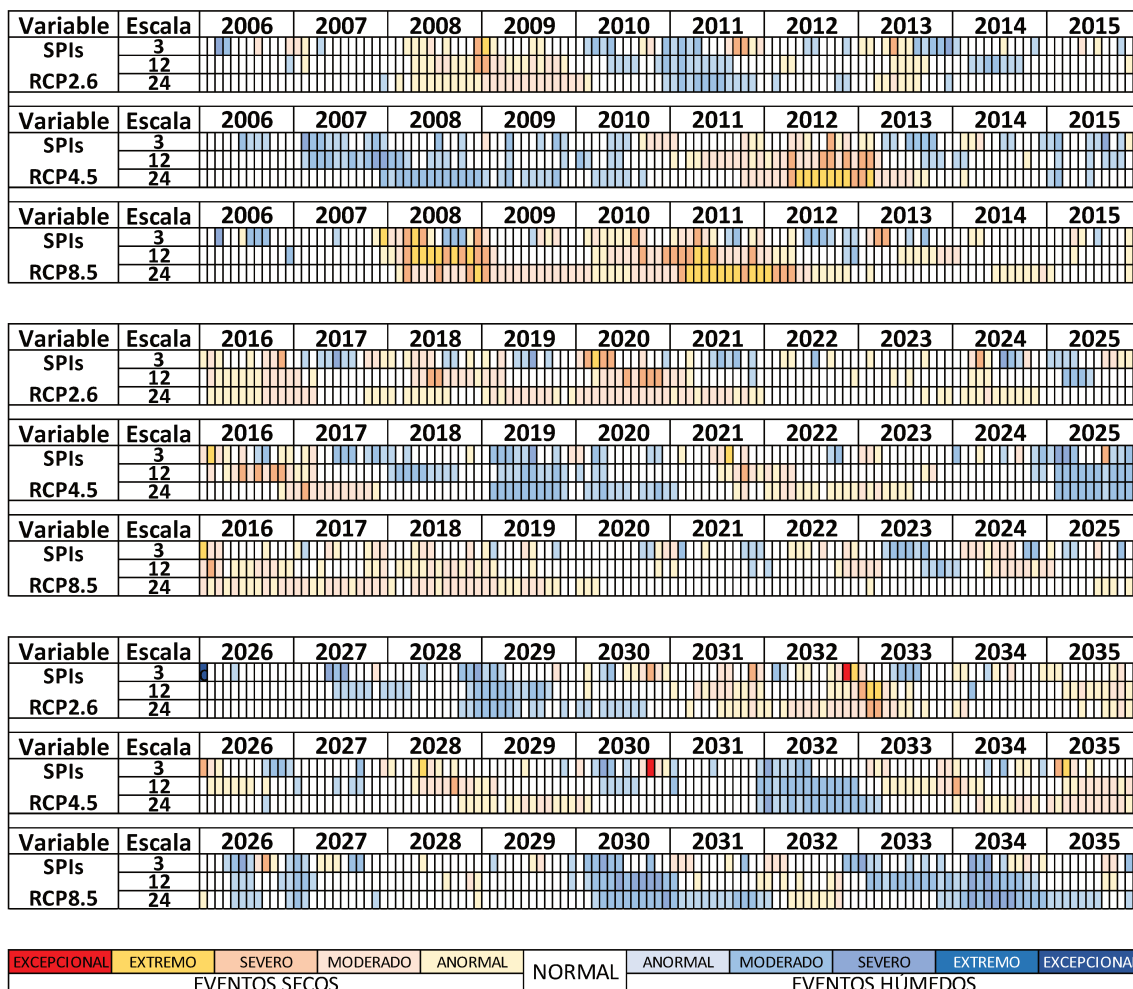 Variable Escala 2006 2007 2008 2009 2010 2011 2012 2013 2014 2015
SPIs 3
12
RCP2.6 24
Variable Escala 2006 2007 2008 2009 2010 2011 2012 2013 2014 2015
SPIs 3
12
RCP4.5 24
Variable Escala 2006 2007 2008 2009 2010 2011 2012 2013 2014 2015
SPIs 3
12
RCP8.5 24
Variable Escala 2016 2017 2018 2019 2020 2021 2022 2023 2024 2025
SPIs 3
12
RCP2.6 24
Variable Escala 2016 2017 2018 2019 2020 2021 2022 2023 2024 2025
SPIs 3
12
RCP4.5 24
Variable Escala 2016 2017 2018 2019 2020 2021 2022 2023 2024 2025
SPIs 3
12
RCP8.5 24
Variable Escala 2026 2027 2028 2029 2030 2031 2032 2033 2034 2035
SPIs 3
12
RCP2.6 24
Variable Escala 2026 2027 2028 2029 2030 2031 2032 2033 2034 2035
SPIs 3
12
RCP4.5 24
Variable Escala 2026 2027 2028 2029 2030 2031 2032 2033 2034 2035
SPIs 3
12
RCP8.5 24
EXCEPCIONAL EXTREMO SEVERO MODERADO ANORMAL NORMAL ANORMAL MODERADO SEVERO EXTREMO EXCEPCIONAL
EVENTOS SECOS EVENTOS HÚMEDOS